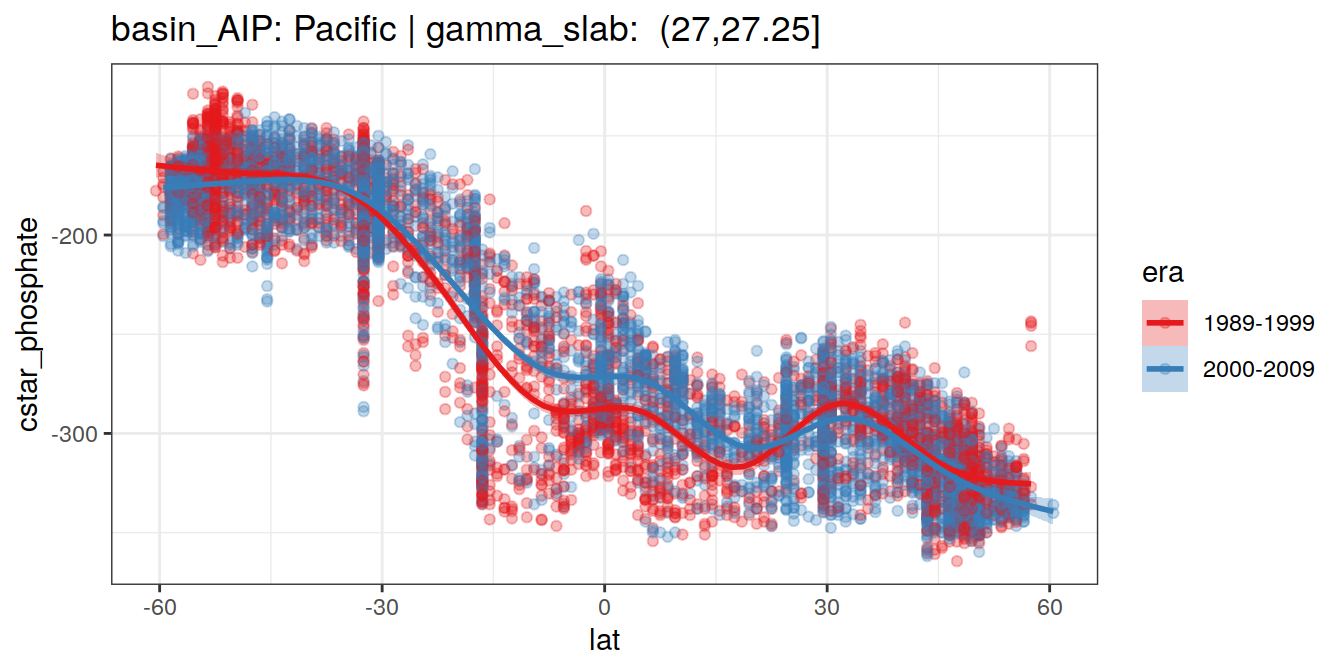 basin_AIP: Pacific | gamma_slab:  (27,27.25]
cstar_phosphate
-200
-300
-60
-30
0
30
60
lat
era
1989-1999
2000-2009